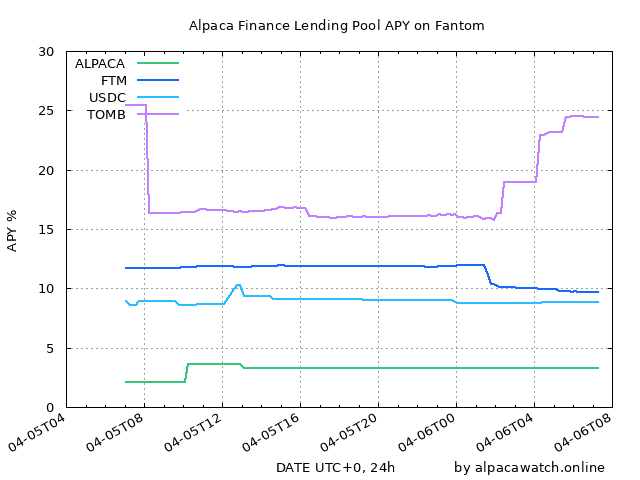 Alpaca Finance Lending Pool APY on Fantom
30
25
20
15
10
5
0
APY %
ALPACA
FTM
USDC
TOMB
04-05T04
04-05T08
04-05T12
04-05T16
04-05T20
04-06T00
04-06T04
04-06T08
DATE UTC+0, 24h
by alpacawatch.online